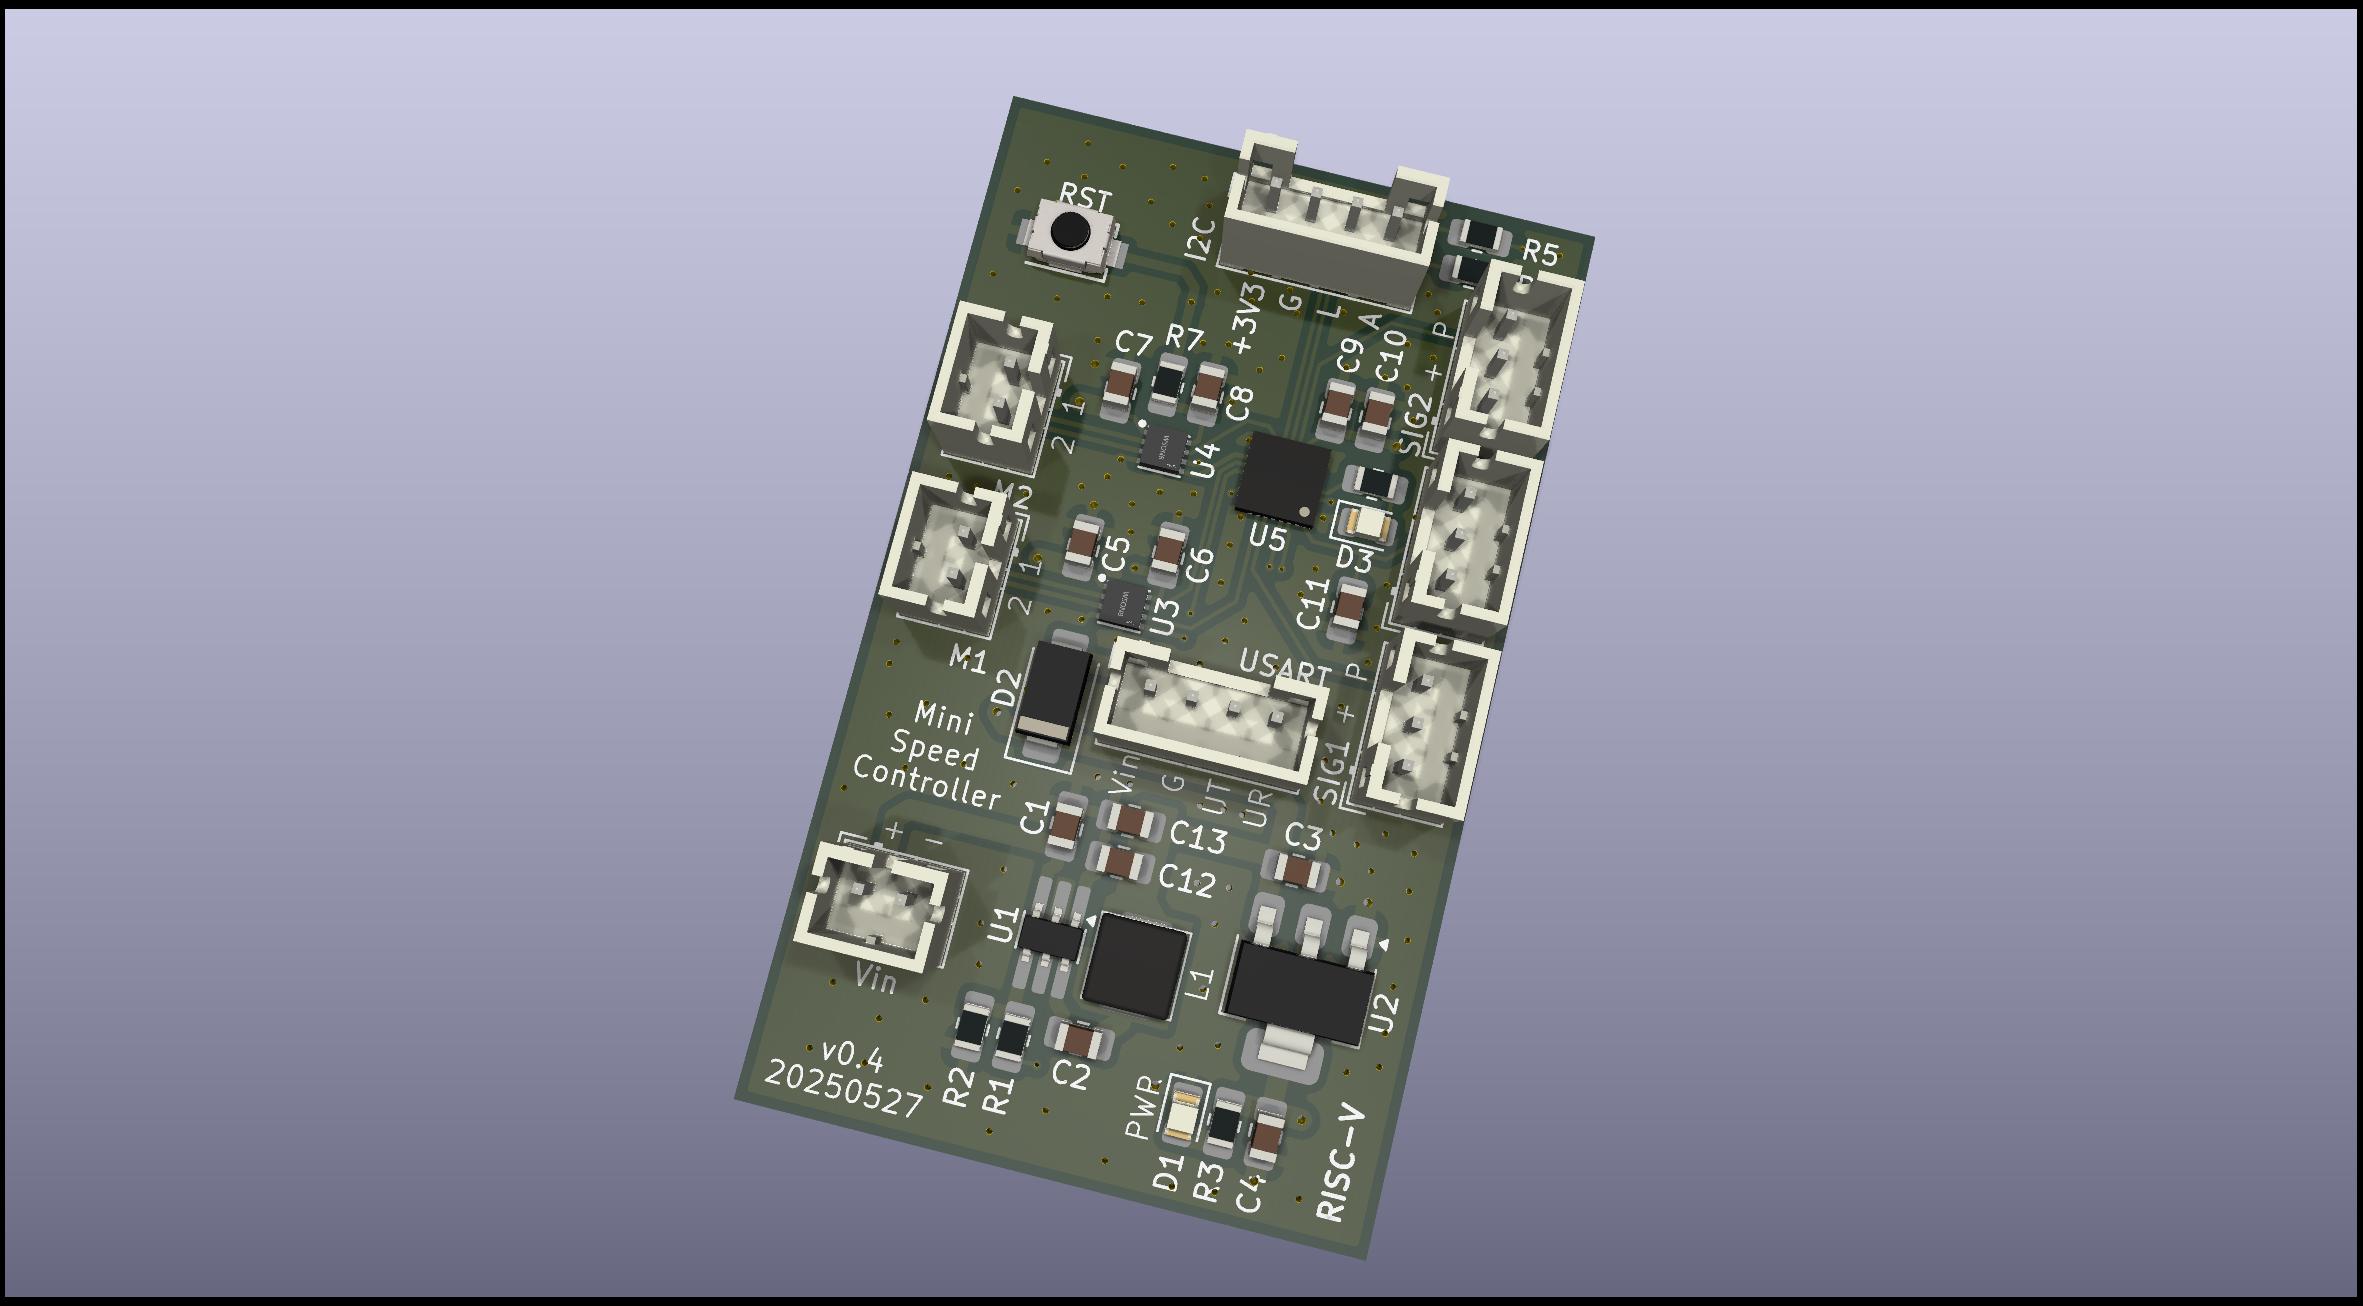 RST
I2C
R5
+3V3
G
L
A
P
+
SIG2
C7
R7
C8
C9
C10
1
2
M2
U4
U5
D3
C5
C6
C11
1
2
M1
U3
USART
P
+
SIG1
D2
Mini
Speed
Controller
Vin
G
UT
UR
C1
C13
C12
C3
+ −
Vin
U1
L1
U2
R2
R1
C2
v0.4
20250527
PWR
D1
R3
C4
RISC-V